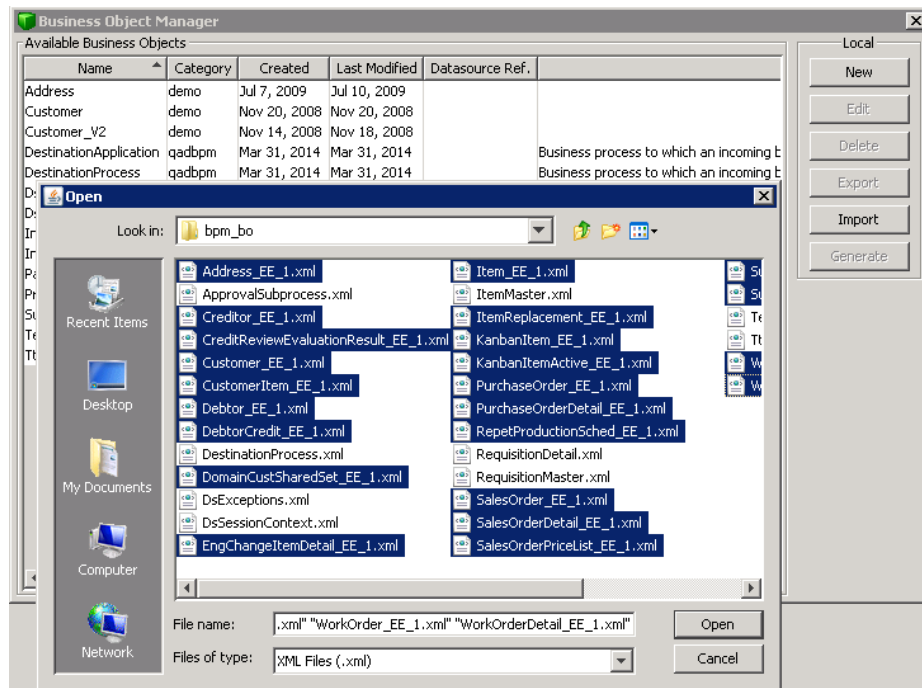 Business Object Manager
Available Business Objects
Name Category Created Last Modified Datasource Ref.
Address demo Jul 7, 2009 Jul 10, 2009
Customer demo Nov 20, 2008 Nov 20, 2008
Customer_V2 demo Nov 14, 2008 Nov 18, 2008
DestinationApplication qadbpm Mar 31, 2014 Mar 31, 2014 Business process to which an incoming
DestinationProcess qadbpm Mar 31, 2014 Mar 31, 2014 Business process to which an incoming
Local
New
Edit
Delete
Export
Import
Generate
Open
Look in: bpm_bo
Recent Items
Desktop
My Documents
Computer
Network
Address_EE_1.xml
ApprovalSubprocess.xml
Creditor_EE_1.xml
CreditReviewEvaluationResult_EE_1.xml
Customer_EE_1.xml
CustomerItem_EE_1.xml
Debtor_EE_1.xml
DebtorCredit_EE_1.xml
DestinationProcess.xml
DomainCustSharedSet_EE_1.xml
DsExceptions.xml
DsSessionContext.xml
EngChangeItemDetail_EE_1.xml
Item_EE_1.xml
ItemMaster.xml
ItemReplacement_EE_1.xml
KanbanItem_EE_1.xml
KanbanItemActive_EE_1.xml
PurchaseOrder_EE_1.xml
PurchaseOrderDetail_EE_1.xml
RepetProductionSched_EE_1.xml
RequisitionDetail.xml
RequisitionMaster.xml
SalesOrder_EE_1.xml
SalesOrderDetail_EE_1.xml
SalesOrderPriceList_EE_1.xml
File name: .xml" "WorkOrder_EE_1.xml" "WorkOrderDetail_EE_1.xml"
Open
Files of type: XML Files (.xml)
Cancel